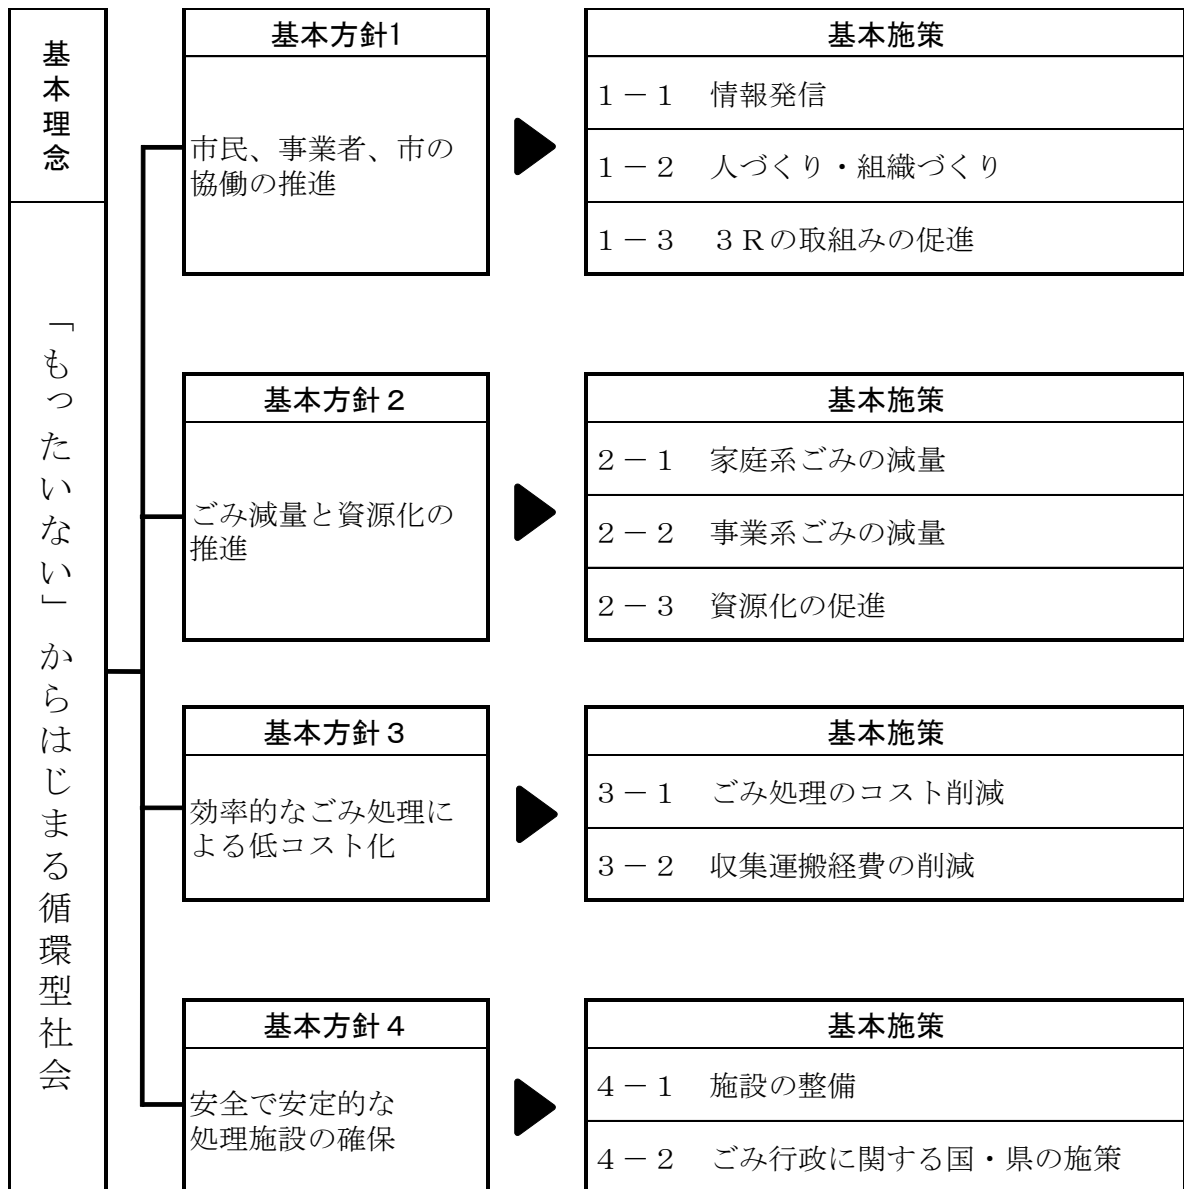 基本理念
「もったいない」からはじまる循環型社会
基本方針1
市民、事業者、市の
協働の推進
基本施策
1－1　情報発信
1－2　人づくり・組織づくり
1－3　3Rの取組みの促進
基本方針２
ごみ減量と資源化の
推進
基本施策
2－1　家庭系ごみの減量
2－2　事業系ごみの減量
2－3　資源化の促進
基本方針３
効率的なごみ処理に
よる低コスト化
基本施策
3－1　ごみ処理のコスト削減
3－2　収集運搬経費の削減
基本方針４
安全で安定的な
処理施設の確保
基本施策
4－1　施設の整備
4－2　ごみ行政に関する国・県の施策